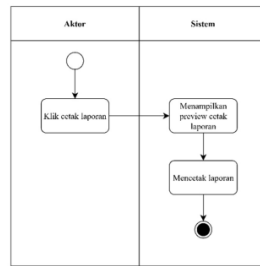 Aktor
Sistem
Klik cetak laporan
Menampilkan
preview cetak
laporan
Mencetak laporan